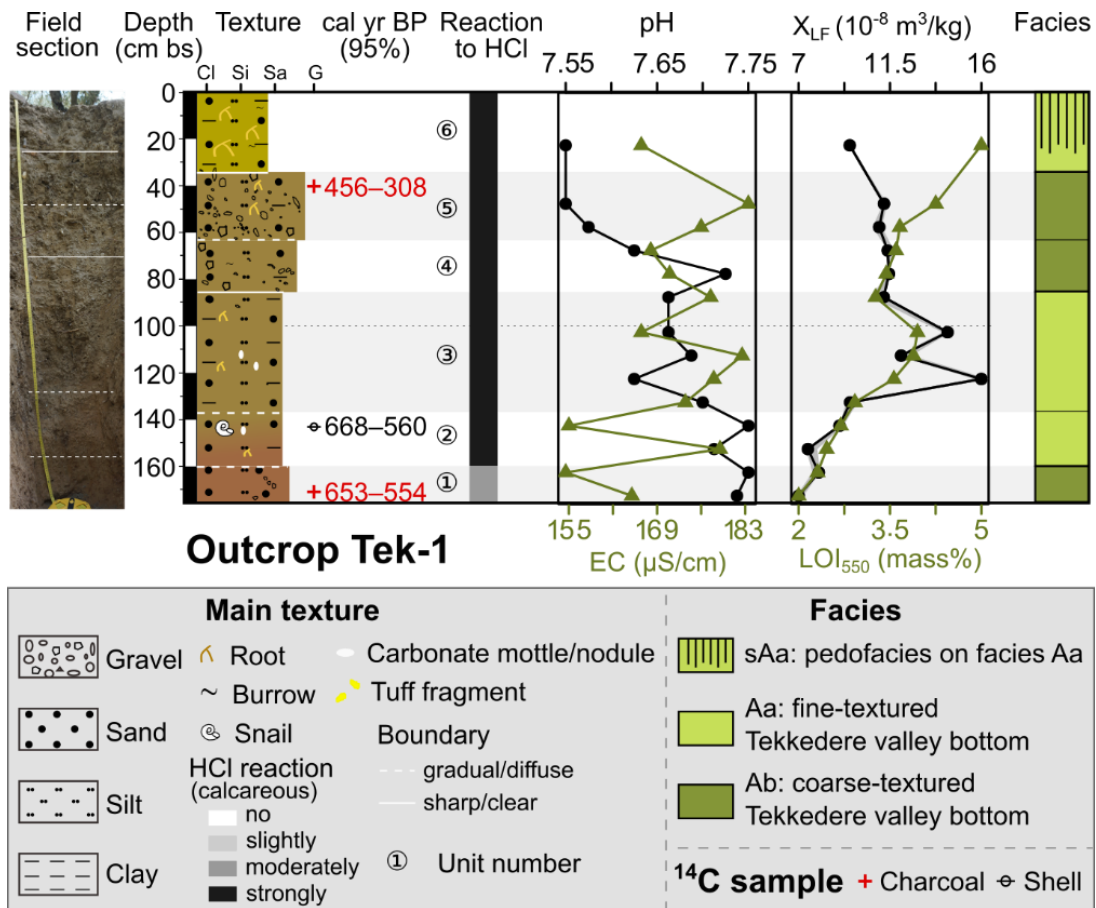 Field section
Depth (cm bs)
Texture
cal yr BP (95%)
Reaction to HCl
pH
X_LF (10⁻⁸ m³/kg)
Facies
Cl Si Sa G
7.55 7.65 7.75
7 11.5 16
0
20
40
60
80
100
120
140
160
⑥
+456–308
⑤
④
③
668–560
②
+653–554
①
155 169 183
EC (µS/cm)
2 3.5 5
LOI₅₅₀ (mass%)
Outcrop Tek-1
Main texture
Gravel
Sand
Silt
Clay
Root
Burrow
Snail
HCl reaction
(calcareous)
no
slightly
moderately
strongly
Carbonate mottle/nodule
Tuff fragment
Boundary
gradual/diffuse
sharp/clear
① Unit number
Facies
sAa: pedofacies on facies Aa
Aa: fine-textured
Tekkedere valley bottom
Ab: coarse-textured
Tekkedere valley bottom
¹⁴C sample + Charcoal Shell